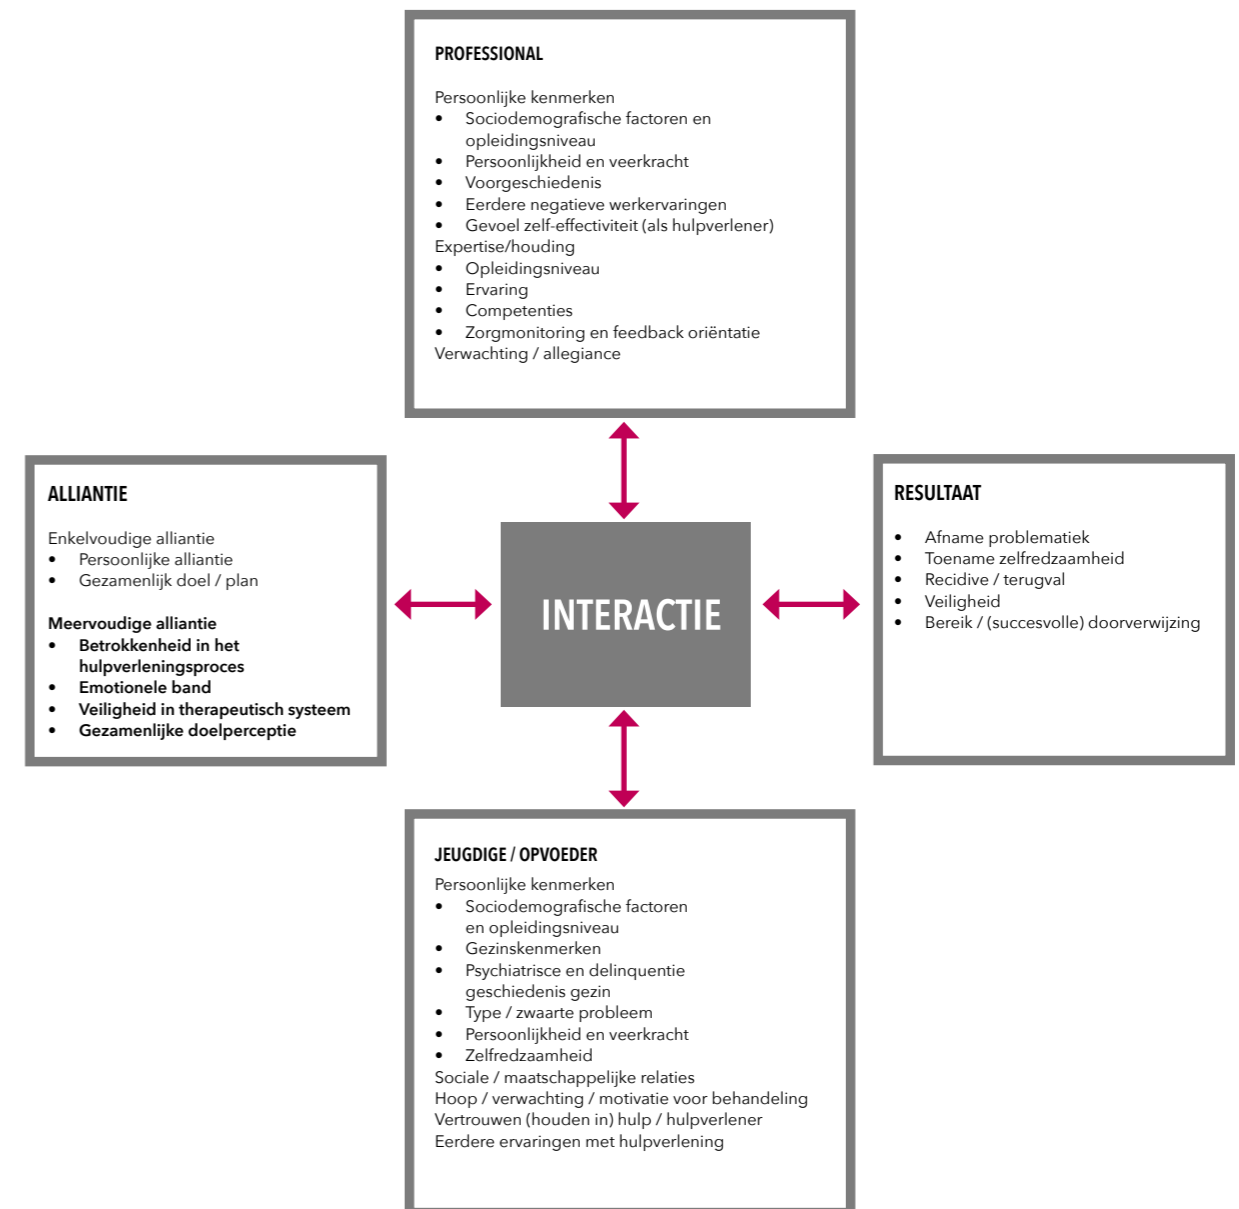 PROFESSIONAL
Persoonlijke kenmerken
• Sociodemografische factoren en
opleidingsniveau
• Persoonlijkheid en veerkracht
• Voorgeschiedenis
• Eerdere negatieve werkervaringen
• Gevoel zelf-effectiviteit (als hulpverlener)
Expertise/houding
• Opleidingsniveau
• Ervaring
• Competenties
• Zorgmonitoring en feedback oriëntatie
Verwachting / allegiance
ALLIANTIE
Enkelvoudige alliantie
• Persoonlijke alliantie
• Gezamenlijk doel / plan
Meervoudige alliantie
• Betrokkenheid in het
hulpverleningsproces
• Emotionele band
• Veiligheid in therapeutisch systeem
• Gezamenlijke doelperceptie
INTERACTIE
RESULTAAT
• Afname problematiek
• Toename zelfredzaamheid
• Recidive / terugval
• Veiligheid
• Bereik / (succesvolle) doorverwijzing
JEUGDIGE / OPVOEDER
Persoonlijke kenmerken
• Sociodemografische factoren
en opleidingsniveau
• Gezinskenmerken
• Psychiatrisce en delinquentie
geschiedenis gezin
• Type / zwaarte probleem
• Persoonlijkheid en veerkracht
• Zelfredzaamheid
Sociale / maatschappelijke relaties
Hoop / verwachting / motivatie voor behandeling
Vertrouwen (houden in) hulp / hulpverlener
Eerdere ervaringen met hulpverlening